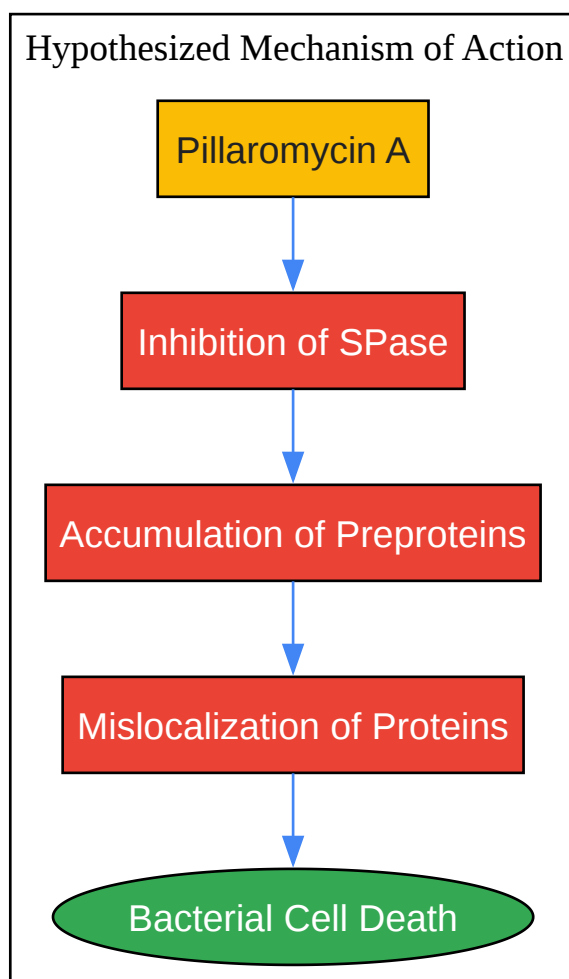 Hypothesized Mechanism of Action
Pillaromycin A
Inhibition of SPase
Accumulation of Preproteins
Mislocalization of Proteins
Bacterial Cell Death